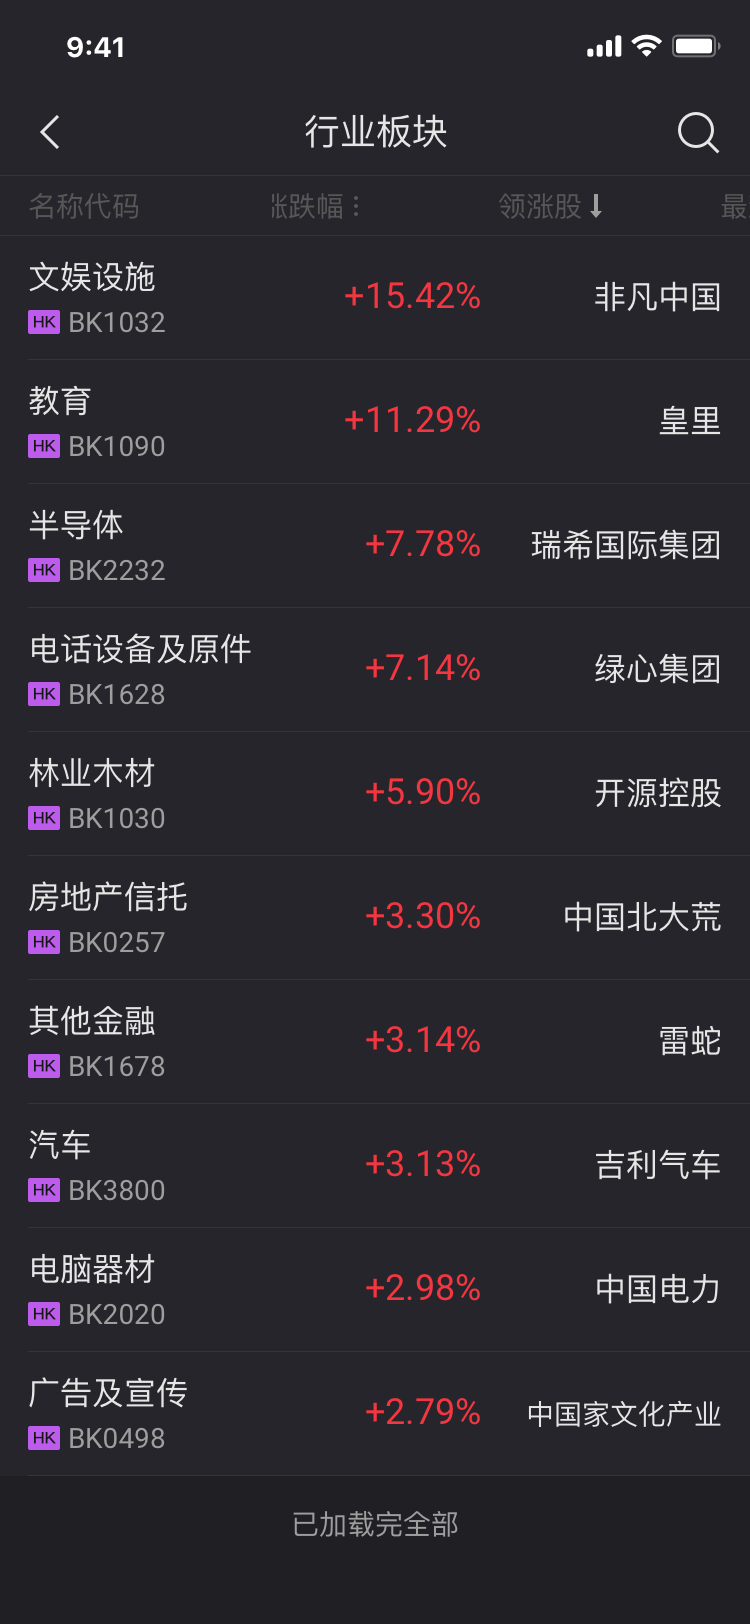 9:41
行业板块
名称代码 涨跌幅 领涨股 最
文娱设施
HK BK1032
+15.42% 非凡中国
教育
HK BK1090
+11.29% 皇里
半导体
HK BK2232
+7.78% 瑞希国际集团
电话设备及原件
HK BK1628
+7.14% 绿心集团
林业木材
HK BK1030
+5.90% 开源控股
房地产信托
HK BK0257
+3.30% 中国北大荒
其他金融
HK BK1678
+3.14% 雷蛇
汽车
HK BK3800
+3.13% 吉利气车
电脑器材
HK BK2020
+2.98% 中国电力
广告及宣传
HK BK0498
+2.79% 中国家文化产业
已加载完全部